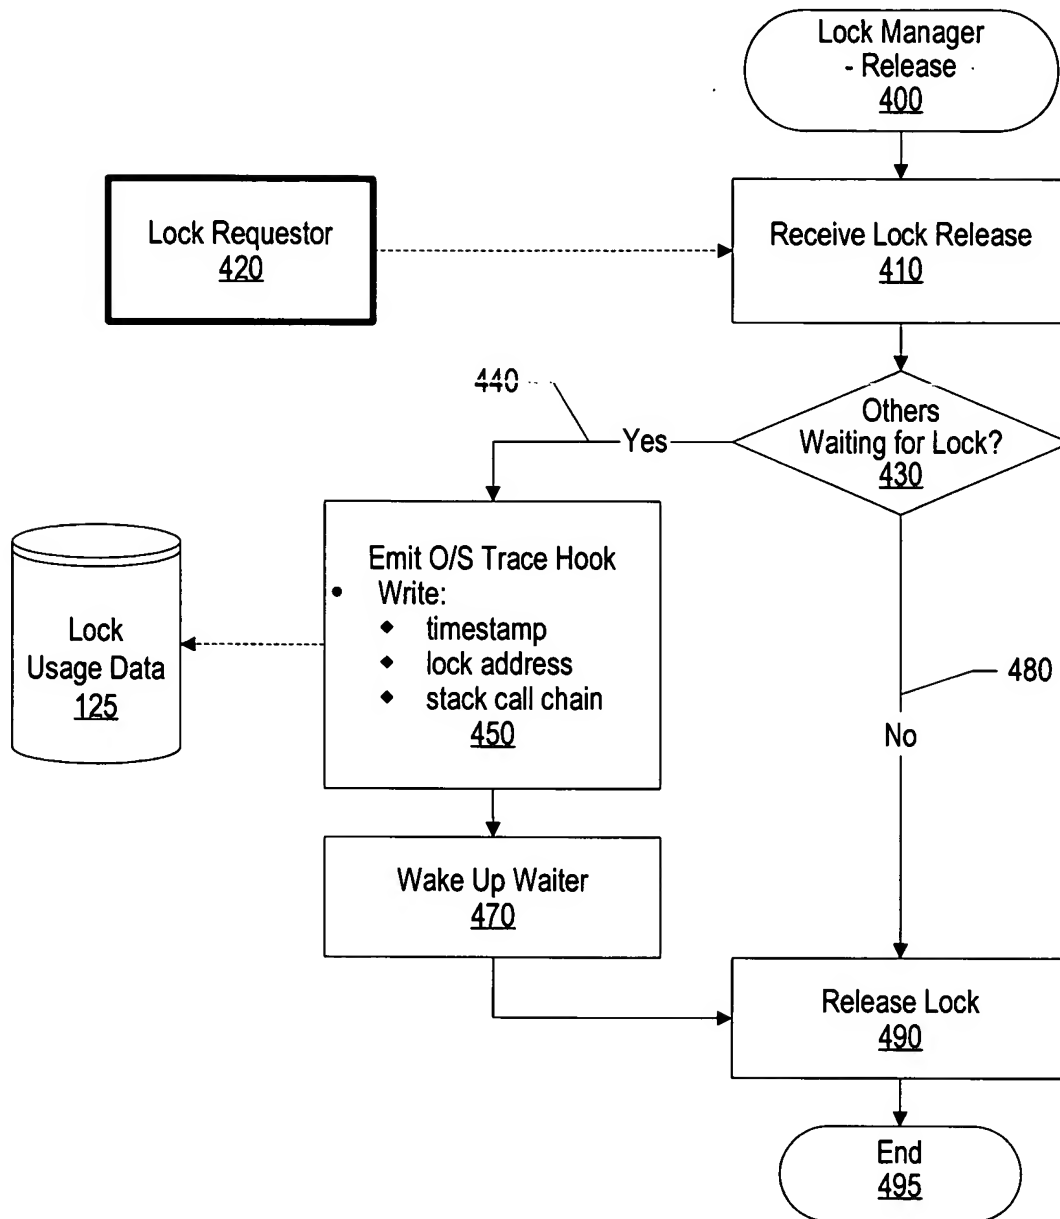 Lock Manager
- Release
400
Lock Requestor
420
Receive Lock Release
410
440
Yes
Others
Waiting for Lock?
430
Emit O/S Trace Hook
• Write:
◆ timestamp
◆ lock address
◆ stack call chain
450
Lock
Usage Data
125
480
No
Wake Up Waiter
470
Release Lock
490
End
495